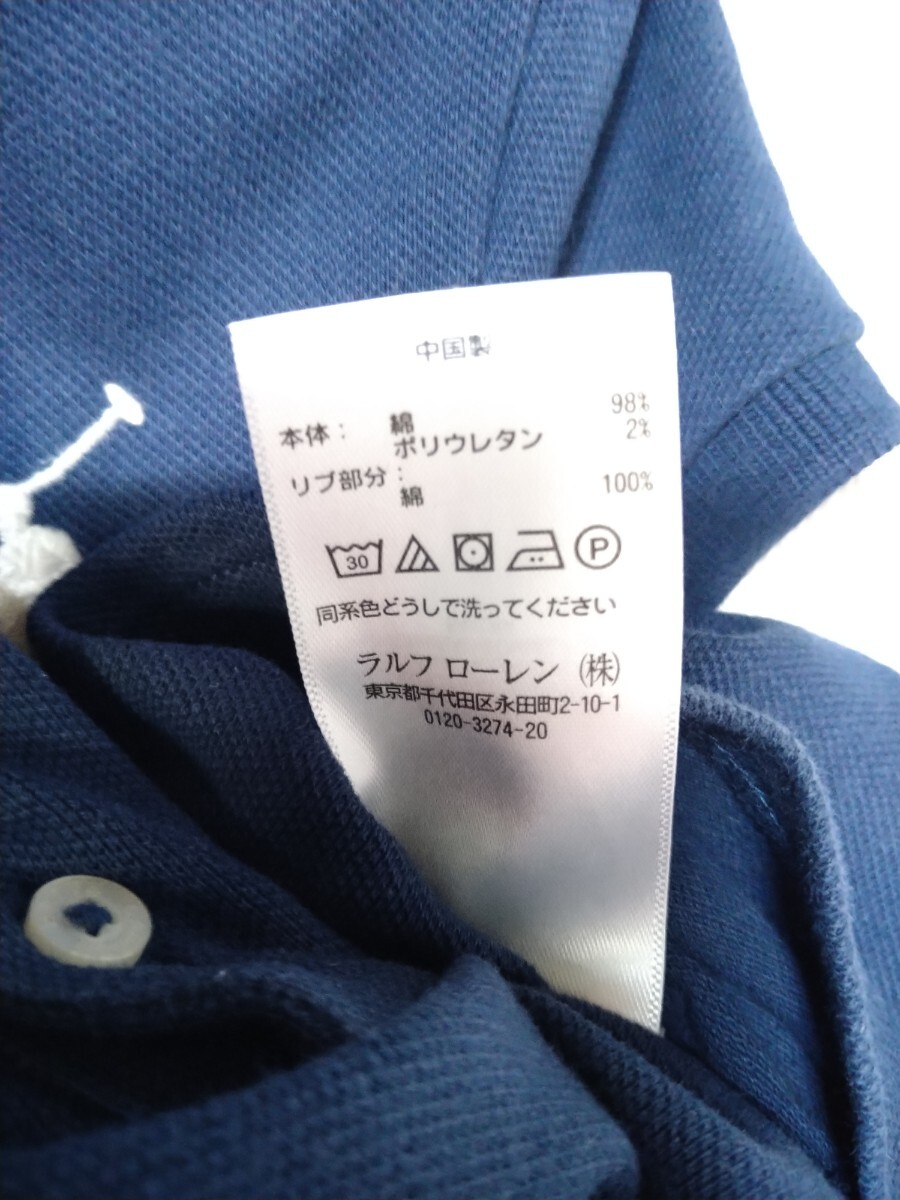 中国製
本体: 綿 98%
ポリウレタン 2%
リブ部分:
綿 100%
30 P
同系色どうしで洗ってください
ラルフ ローレン (株)
東京都千代田区永田町2-10-1
0120-3274-20